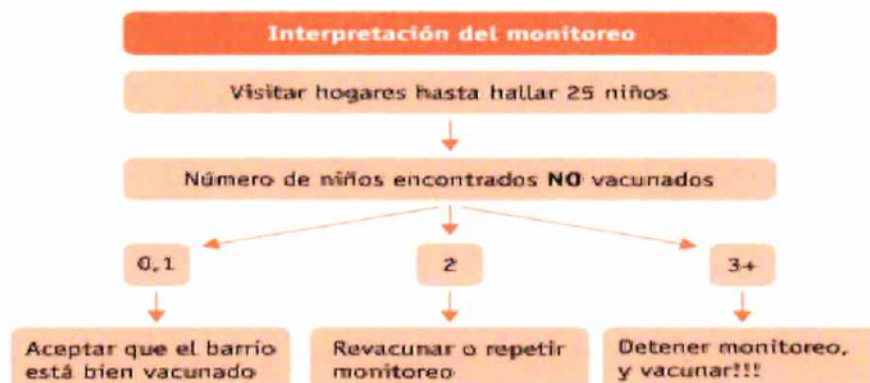 Interpretación del monitoreo
Visitar hogares hasta hallar 25 niños
Número de niños encontrados NO vacunados
0,1
2
3+
Aceptar que el barrio
está bien vacunado
Revacunar o repetir
monitoreo
Detener monitoreo,
y vacunar!!!